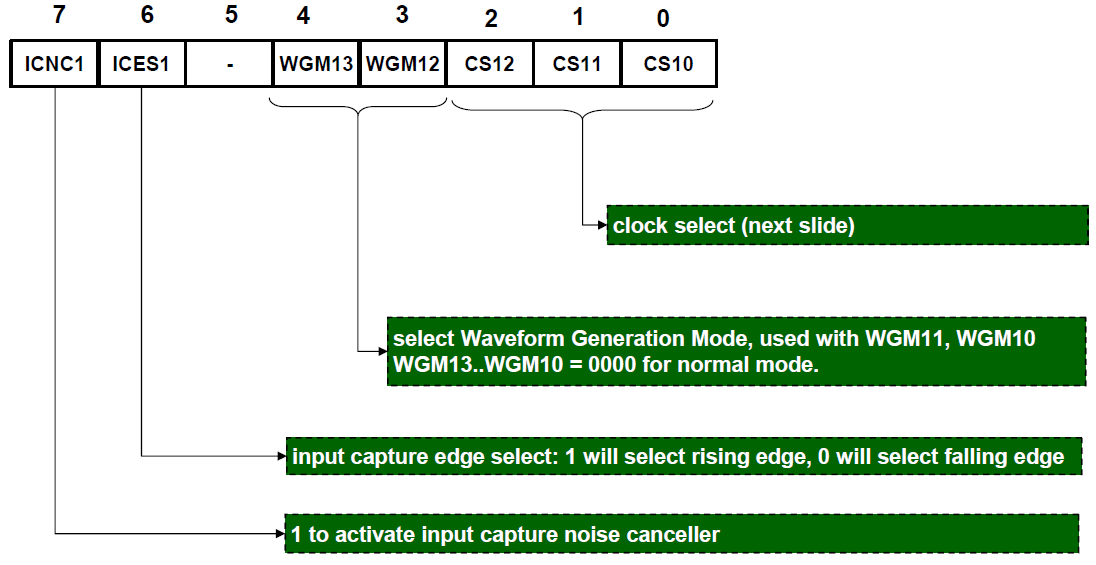 7 6 5 4 3 2 1 0
ICNC1 ICES1 - WGM13 WGM12 CS12 CS11 CS10
clock select (next slide)
select Waveform Generation Mode, used with WGM11, WGM10
WGM13..WGM10 = 0000 for normal mode.
input capture edge select: 1 will select rising edge, 0 will select falling edge
1 to activate input capture noise canceller